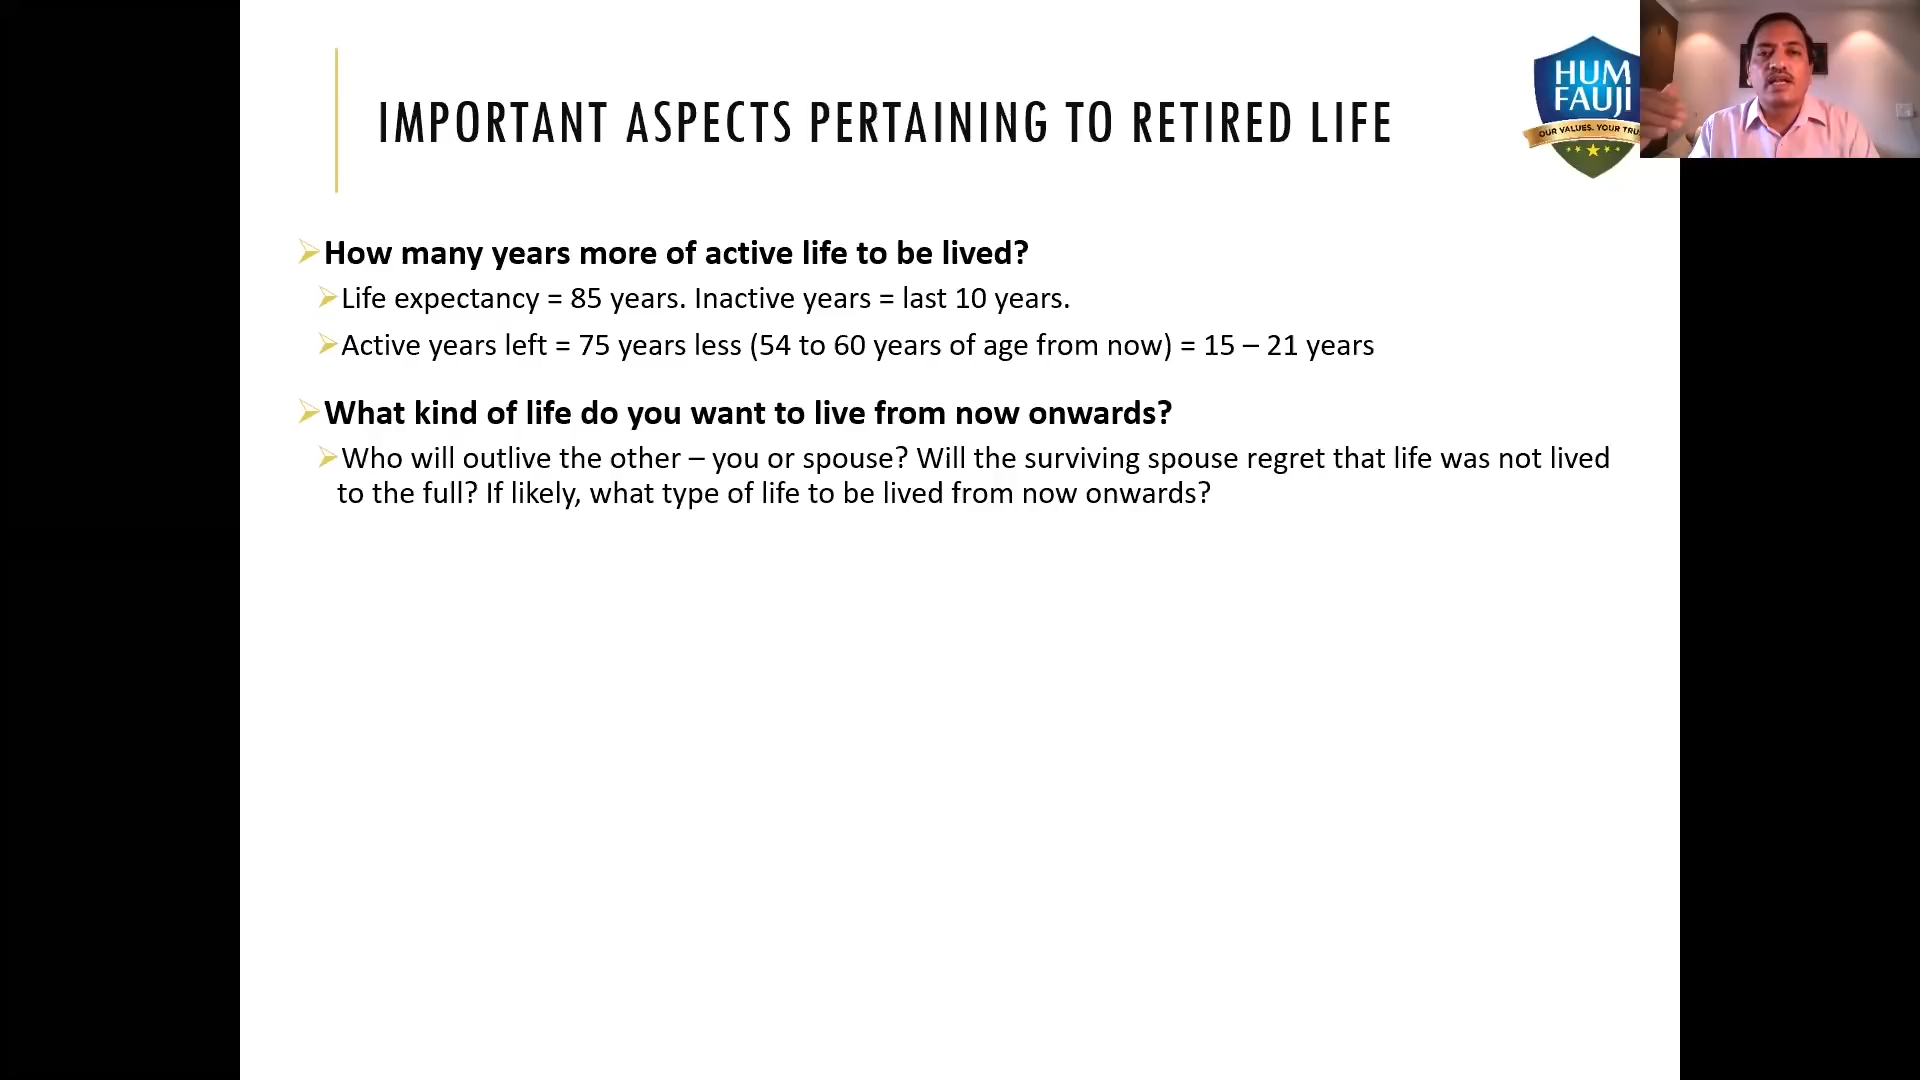 IMPORTANT ASPECTS PERTAINING TO RETIRED LIFE
HUM
FAUJI
OUR VALUES. YOUR TRU
How many years more of active life to be lived?
Life expectancy = 85 years. Inactive years = last 10 years.
Active years left = 75 years less (54 to 60 years of age from now) = 15 – 21 years
What kind of life do you want to live from now onwards?
Who will outlive the other – you or spouse? Will the surviving spouse regret that life was not lived
to the full? If likely, what type of life to be lived from now onwards?